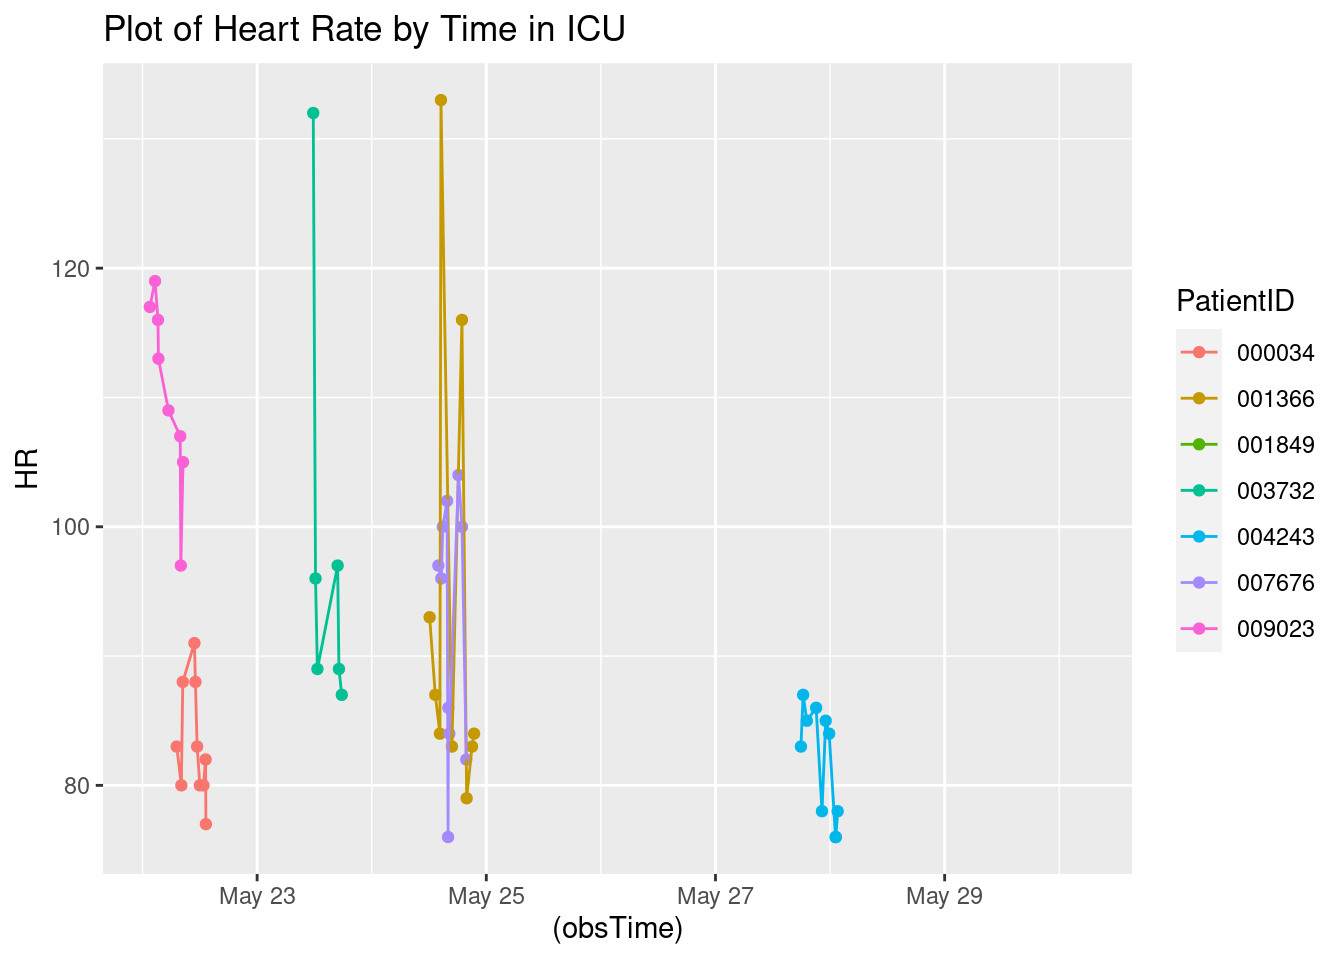 Plot of Heart Rate by Time in ICU
120
100
80
HR
May 23
May 25
May 27
May 29
(obsTime)
PatientID
000034
001366
001849
003732
004243
007676
009023